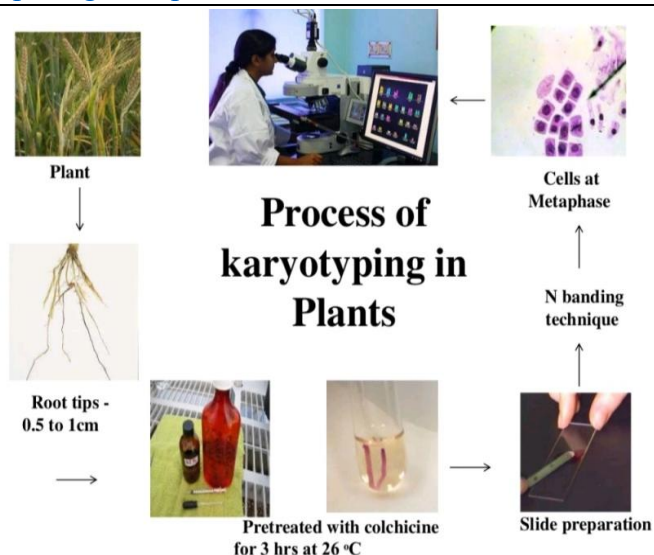 Plant
Process of
karyotyping in
Plants
Cells at
Metaphase
N banding
technique
Root tips -
0.5 to 1cm
Pretreated with colchicine
for 3 hrs at 26 ºC
Slide preparation